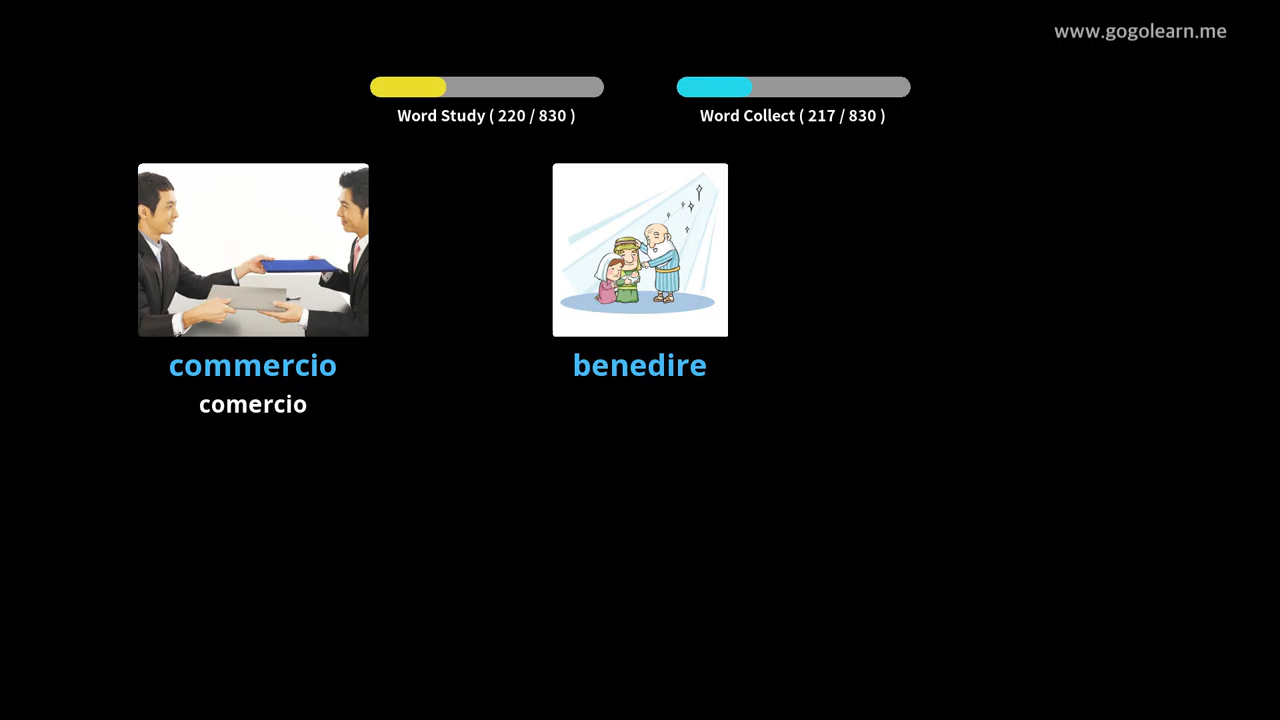 www.gogolearn.me
Word Study ( 220 / 830 )
Word Collect ( 217 / 830 )
commercio
comercio
benedire